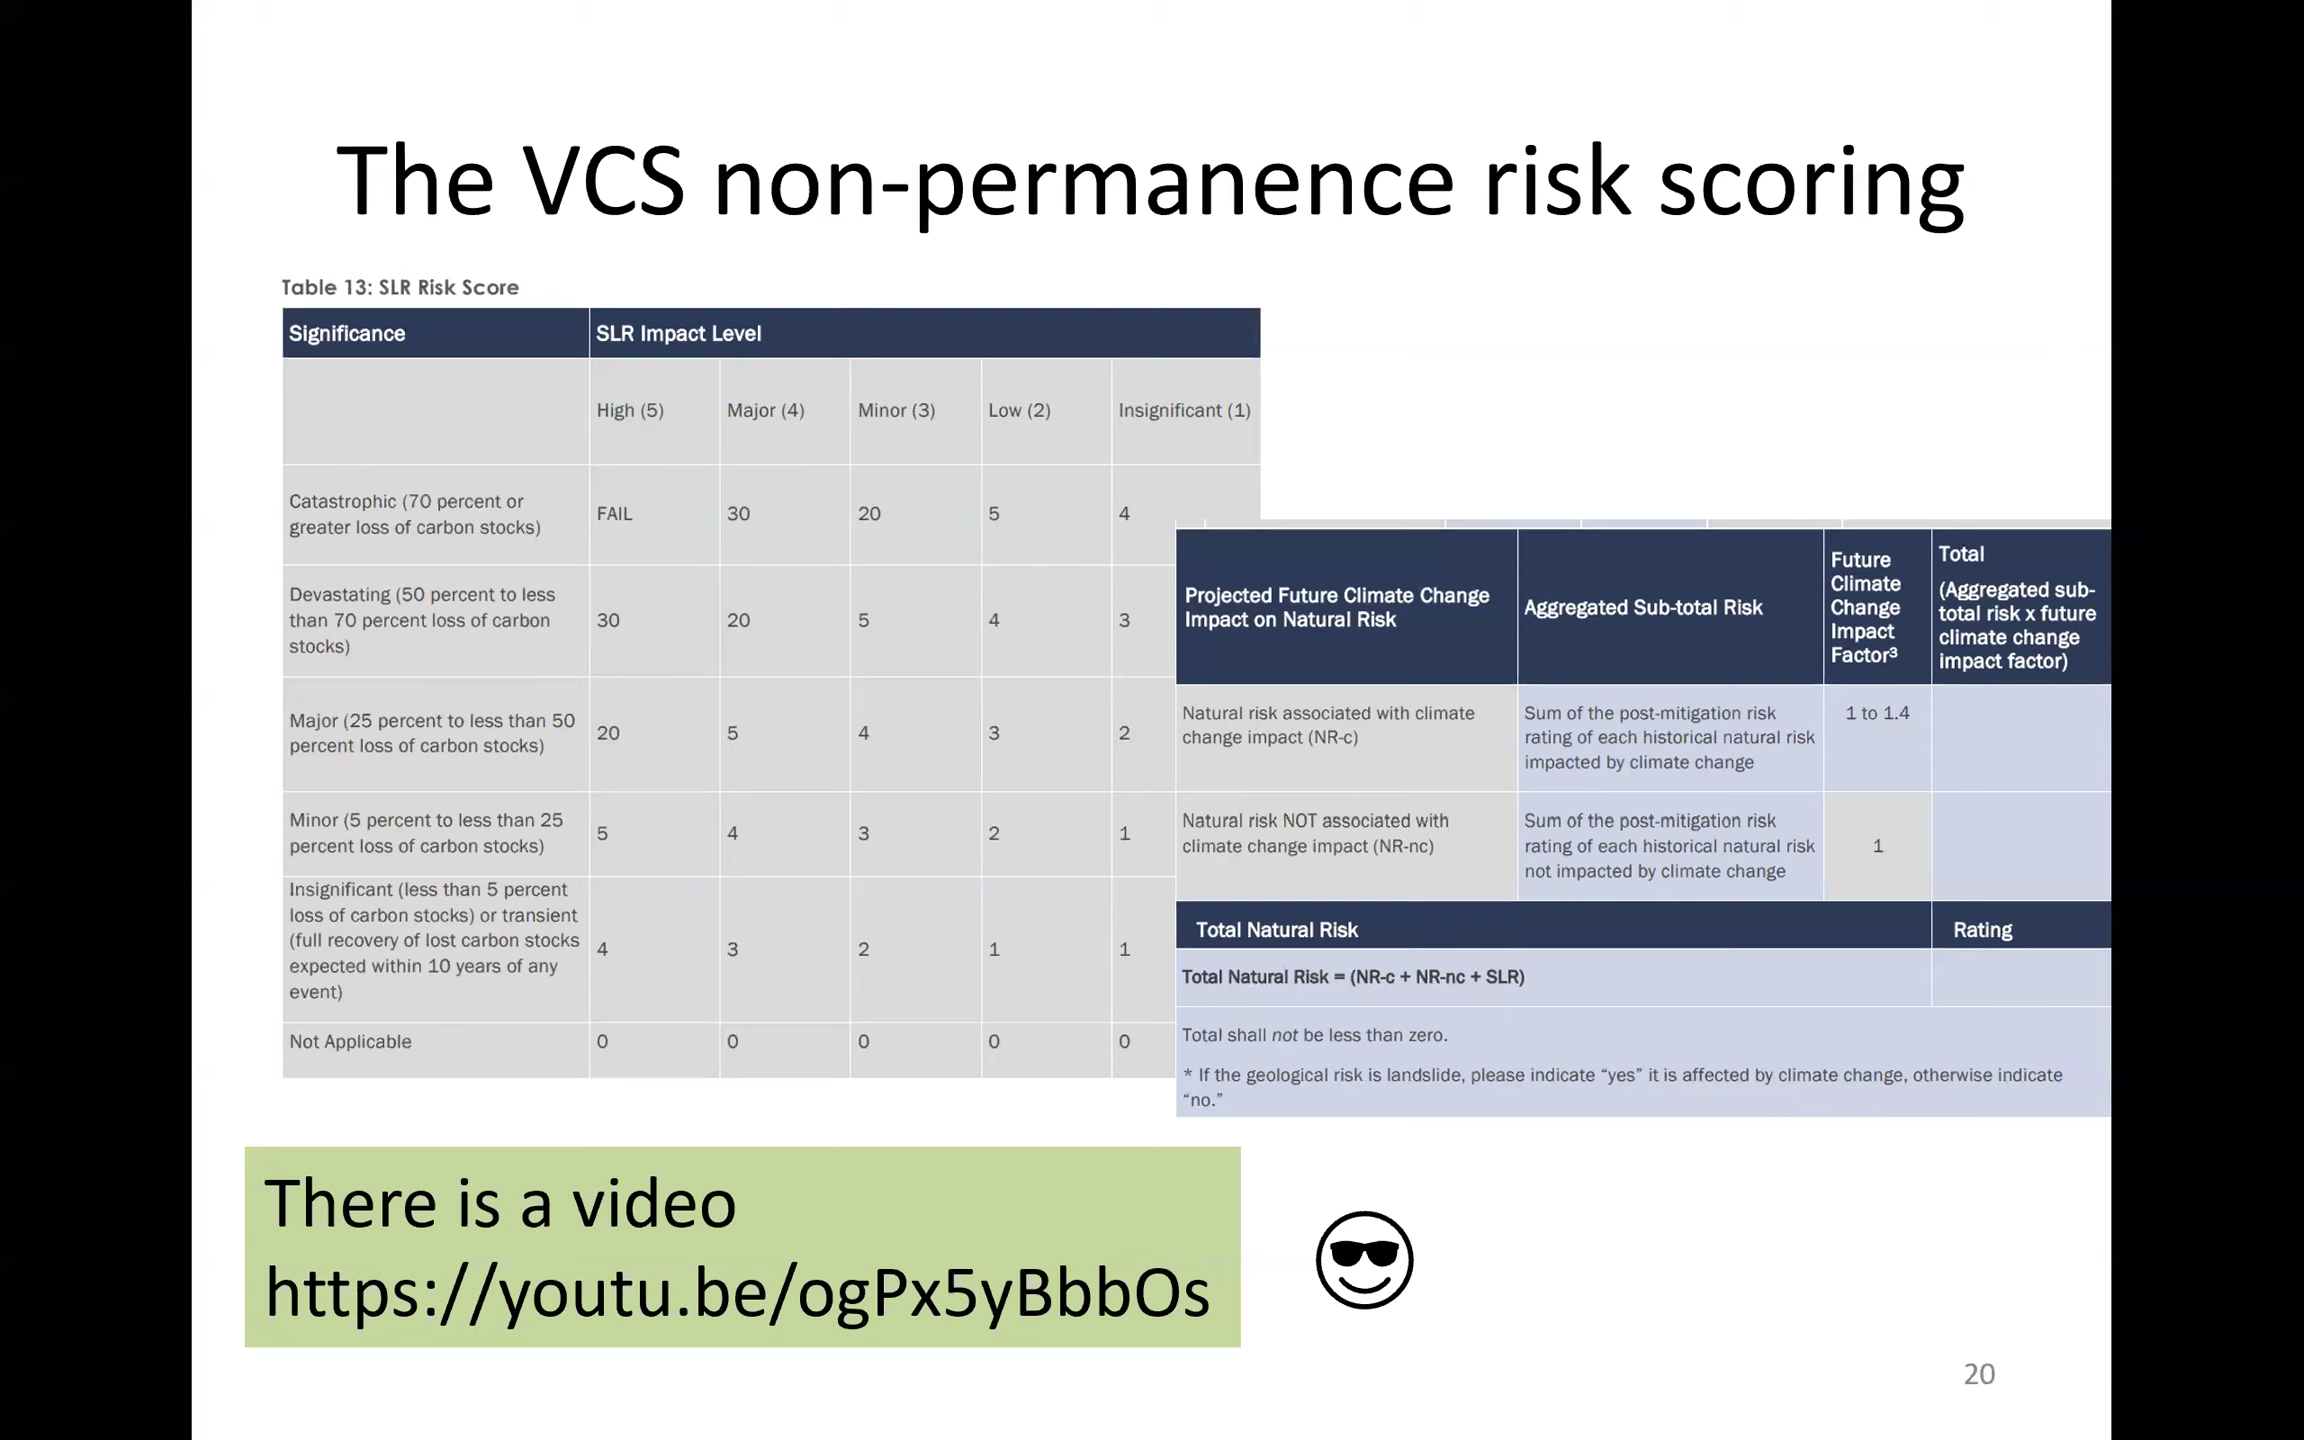 The VCS non-permanence risk scoring
Table 13: SLR Risk Score
Significance SLR Impact Level
High (5) Major (4) Minor (3) Low (2) Insignificant (1)
Catastrophic (70 percent or
greater loss of carbon stocks)
FAIL 30 20 5 4
Devastating (50 percent to less
than 70 percent loss of carbon
stocks)
30 20 5 4 3
Major (25 percent to less than 50
percent loss of carbon stocks)
20 5 4 3 2
Minor (5 percent to less than 25
percent loss of carbon stocks)
5 4 3 2 1
Insignificant (less than 5 percent
loss of carbon stocks) or transient
(full recovery of lost carbon stocks
expected within 10 years of any
event)
4 3 2 1 1
Not Applicable 0 0 0 0 0
Projected Future Climate Change
Impact on Natural Risk
Aggregated Sub-total Risk
Future
Climate
Change
Impact
Factor³
Total
(Aggregated sub-
total risk x future
climate change
impact factor)
Natural risk associated with climate
change impact (NR-c)
Sum of the post-mitigation risk
rating of each historical natural risk
impacted by climate change
1 to 1.4
Natural risk NOT associated with
climate change impact (NR-nc)
Sum of the post-mitigation risk
rating of each historical natural risk
not impacted by climate change
1
Total Natural Risk Rating
Total Natural Risk = (NR-c + NR-nc + SLR)
Total shall not be less than zero.
* If the geological risk is landslide, please indicate “yes” it is affected by climate change, otherwise indicate
“no.”
There is a video
https://youtu.be/ogPx5yBbbOs
20